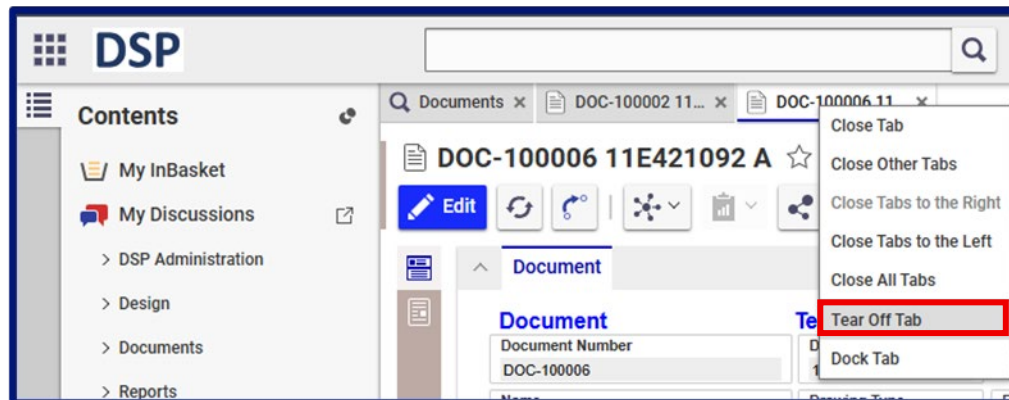 DSP
Contents
My InBasket
My Discussions
DSP Administration
Design
Documents
Reports
Documents
DOC-100002 11...
DOC-100006 11...
DOC-100006 11E421092 A
Edit
Document
Document
Te
Document Number
D
DOC-100006
1
Close Tab
Close Other Tabs
Close Tabs to the Right
Close Tabs to the Left
Close All Tabs
Tear Off Tab
Dock Tab